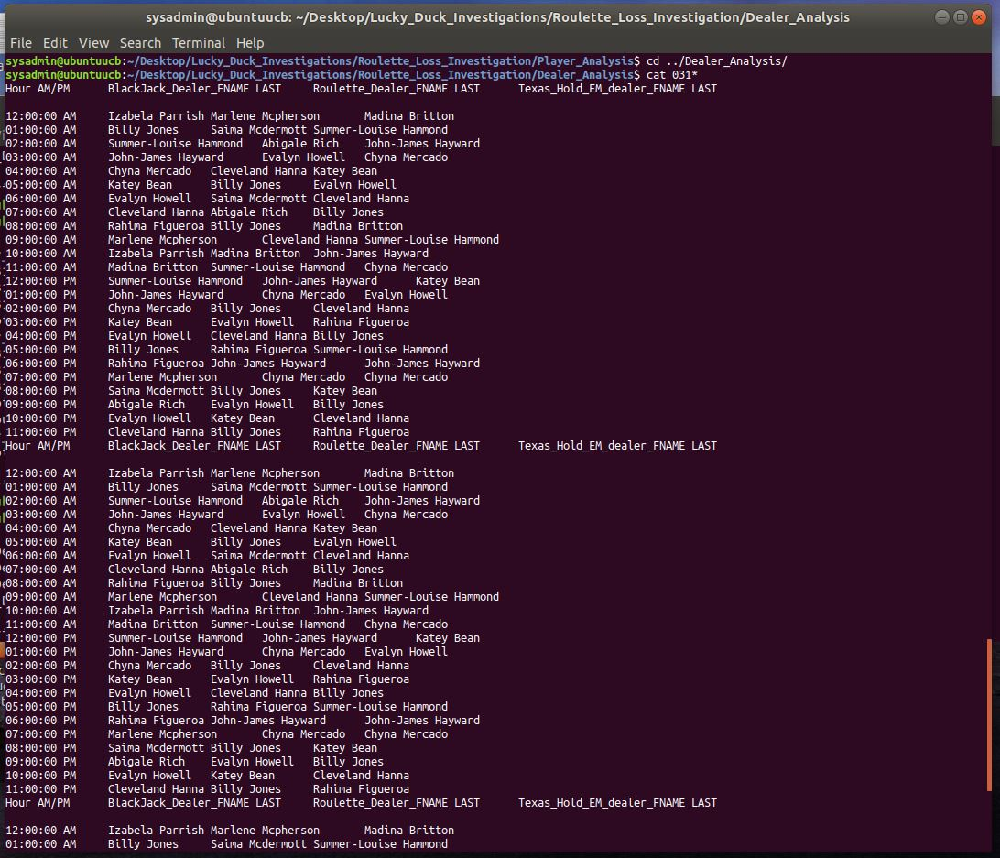 sysadmin@ubuntuucb: ~/Desktop/Lucky_Duck_Investigations/Roulette_Loss_Investigation/Dealer_Analysis
File Edit View Search Terminal Help
sysadmin@ubuntuucb:~/Desktop/Lucky_Duck_Investigations/Roulette_Loss_Investigation/Player_Analysis$ cd ../Dealer_Analysis/
sysadmin@ubuntuucb:~/Desktop/Lucky_Duck_Investigations/Roulette_Loss_Investigation/Dealer_Analysis$ cat 031*
Hour AM/PM BlackJack_Dealer_FNAME LAST Roulette_Dealer_FNAME LAST Texas_Hold_EM_dealer_FNAME LAST
12:00:00 AM Izabela Parrish Marlene Mcpherson Madina Britton
01:00:00 AM Billy Jones Saima Mcdermott Summer-Louise Hammond
02:00:00 AM Summer-Louise Hammond Abigale Rich John-James Hayward
03:00:00 AM John-James Hayward Evalyn Howell Chyna Mercado
04:00:00 AM Chyna Mercado Cleveland Hanna Katey Bean
05:00:00 AM Katey Bean Billy Jones Evalyn Howell
06:00:00 AM Evalyn Howell Saima Mcdermott Cleveland Hanna
07:00:00 AM Cleveland Hanna Abigale Rich Billy Jones
08:00:00 AM Rahima Figueroa Billy Jones Madina Britton
09:00:00 AM Marlene Mcpherson Cleveland Hanna Summer-Louise Hammond
10:00:00 AM Izabela Parrish Madina Britton John-James Hayward
11:00:00 AM Madina Britton Summer-Louise Hammond Chyna Mercado
12:00:00 PM Summer-Louise Hammond John-James Hayward Katey Bean
01:00:00 PM John-James Hayward Chyna Mercado Evalyn Howell
02:00:00 PM Chyna Mercado Billy Jones Cleveland Hanna
03:00:00 PM Katey Bean Evalyn Howell Rahima Figueroa
04:00:00 PM Evalyn Howell Cleveland Hanna Billy Jones
05:00:00 PM Billy Jones Rahima Figueroa Summer-Louise Hammond
06:00:00 PM Rahima Figueroa John-James Hayward John-James Hayward
07:00:00 PM Marlene Mcpherson Chyna Mercado Chyna Mercado
08:00:00 PM Saima Mcdermott Billy Jones Katey Bean
09:00:00 PM Abigale Rich Evalyn Howell Billy Jones
10:00:00 PM Evalyn Howell Katey Bean Cleveland Hanna
11:00:00 PM Cleveland Hanna Billy Jones Rahima Figueroa
Hour AM/PM BlackJack_Dealer_FNAME LAST Roulette_Dealer_FNAME LAST Texas_Hold_EM_dealer_FNAME LAST
12:00:00 AM Izabela Parrish Marlene Mcpherson Madina Britton
01:00:00 AM Billy Jones Saima Mcdermott Summer-Louise Hammond
02:00:00 AM Summer-Louise Hammond Abigale Rich John-James Hayward
03:00:00 AM John-James Hayward Evalyn Howell Chyna Mercado
04:00:00 AM Chyna Mercado Cleveland Hanna Katey Bean
05:00:00 AM Katey Bean Billy Jones Evalyn Howell
06:00:00 AM Evalyn Howell Saima Mcdermott Cleveland Hanna
07:00:00 AM Cleveland Hanna Abigale Rich Billy Jones
08:00:00 AM Rahima Figueroa Billy Jones Madina Britton
09:00:00 AM Marlene Mcpherson Cleveland Hanna Summer-Louise Hammond
10:00:00 AM Izabela Parrish Madina Britton John-James Hayward
11:00:00 AM Madina Britton Summer-Louise Hammond Chyna Mercado
12:00:00 PM Summer-Louise Hammond John-James Hayward Katey Bean
01:00:00 PM John-James Hayward Chyna Mercado Evalyn Howell
02:00:00 PM Chyna Mercado Billy Jones Cleveland Hanna
03:00:00 PM Katey Bean Evalyn Howell Rahima Figueroa
04:00:00 PM Evalyn Howell Cleveland Hanna Billy Jones
05:00:00 PM Billy Jones Rahima Figueroa Summer-Louise Hammond
06:00:00 PM Rahima Figueroa John-James Hayward John-James Hayward
07:00:00 PM Marlene Mcpherson Chyna Mercado Chyna Mercado
08:00:00 PM Saima Mcdermott Billy Jones Katey Bean
09:00:00 PM Abigale Rich Evalyn Howell Billy Jones
10:00:00 PM Evalyn Howell Katey Bean Cleveland Hanna
11:00:00 PM Cleveland Hanna Billy Jones Rahima Figueroa
Hour AM/PM BlackJack_Dealer_FNAME LAST Roulette_Dealer_FNAME LAST Texas_Hold_EM_dealer_FNAME LAST
12:00:00 AM Izabela Parrish Marlene Mcpherson Madina Britton
01:00:00 AM Billy Jones Saima Mcdermott Summer-Louise Hammond